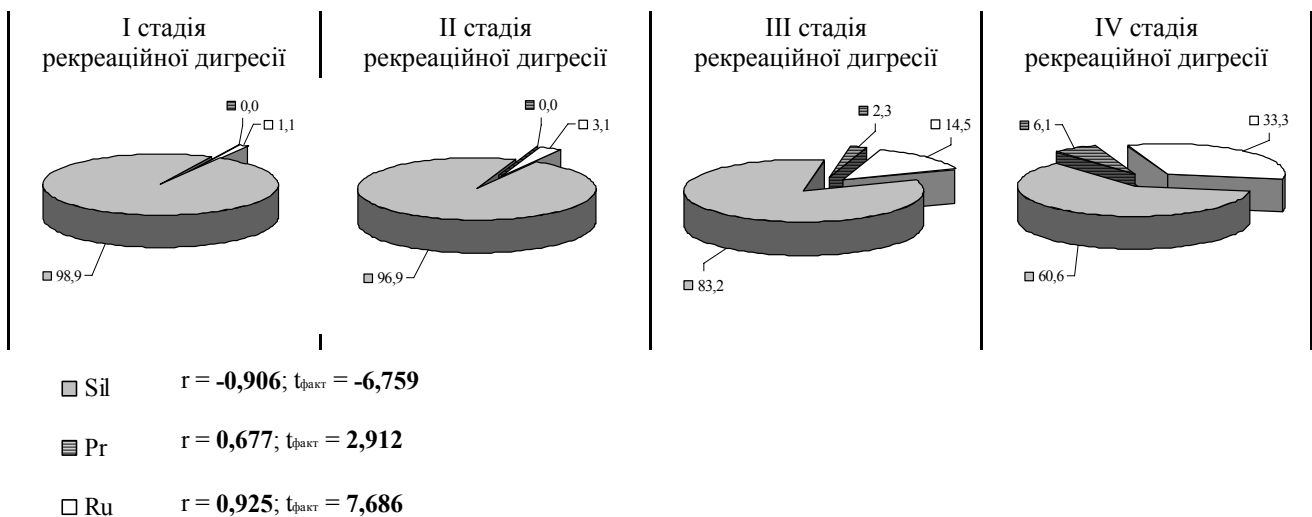 I стадія
рекреаційної дигресії
II стадія
рекреаційної дигресії
III стадія
рекреаційної дигресії
IV стадія
рекреаційної дигресії
0,0
1,1
98,9
0,0
3,1
96,9
2,3
14,5
83,2
6,1
33,3
60,6
Sil r = -0,906; tфакт = -6,759
Pr r = 0,677; tфакт = 2,912
Ru r = 0,925; tфакт = 7,686